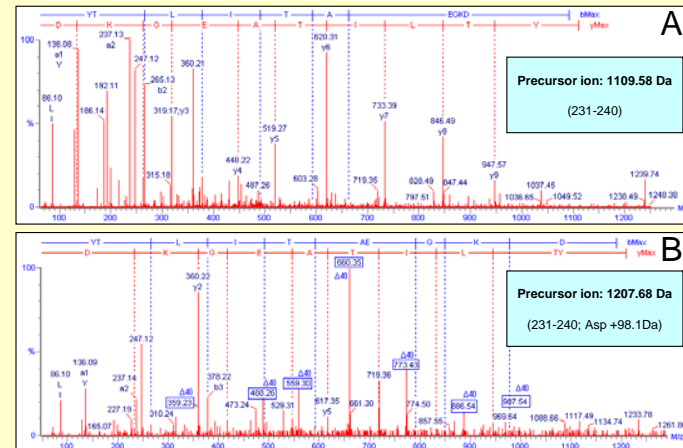 YT L I T A EGKD bMax
D K G E A T I L T Y yMax
A
100
%
0
136.08
a1
Y
237.13
a2
247.12
265.13
b2
192.11
186.14
86.10
L
I
360.21
319.17;y3
315.18
448.22
y4
487.26
519.27
y5
603.28
620.31
y6
719.35
733.39
y7
797.51
828.49
846.49
y8
847.44
947.57
y9
1036.65
1037.45
1049.52
1238.49
1239.74
1248.38
100 200 300 400 500 600 700 800 900 1000 1100 1200
Precursor ion: 1109.58 Da
(231-240)
YT L I T AE G K D bMax
D K G E A T I L TY yMax
B
100
%
0
86.10
L
I
136.09
a1
Y
165.07
227.19
237.14
a2
247.12
310.24
Δ40
359.23
360.22
y2
378.22
b3
473.24
Δ40
488.26
529.31
Δ40
559.30
617.35
y5
660.35
Δ40
661.30
719.36
Δ40
773.43
774.50
857.55
Δ40
886.54
969.64
Δ40
987.54
1088.66
1117.49
1134.74
1233.78
1261.80
100 200 300 400 500 600 700 800 900 1000 1100 1200
Precursor ion: 1207.68 Da
(231-240; Asp +98.1Da)